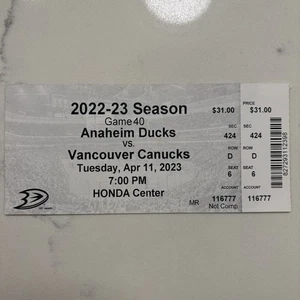 2022-23 Season
Game 40
Anaheim Ducks
vs.
Vancouver Canucks
Tuesday, Apr 11, 2023
7:00 PM
HONDA Center
MR
$31.00
SEC
424
ROW
D
SEAT
6
ACCOUNT
116777
Not Comp
PRICE
$31.00
SEC
424
ROW
D
SEAT
6
ACCOUNT
116777